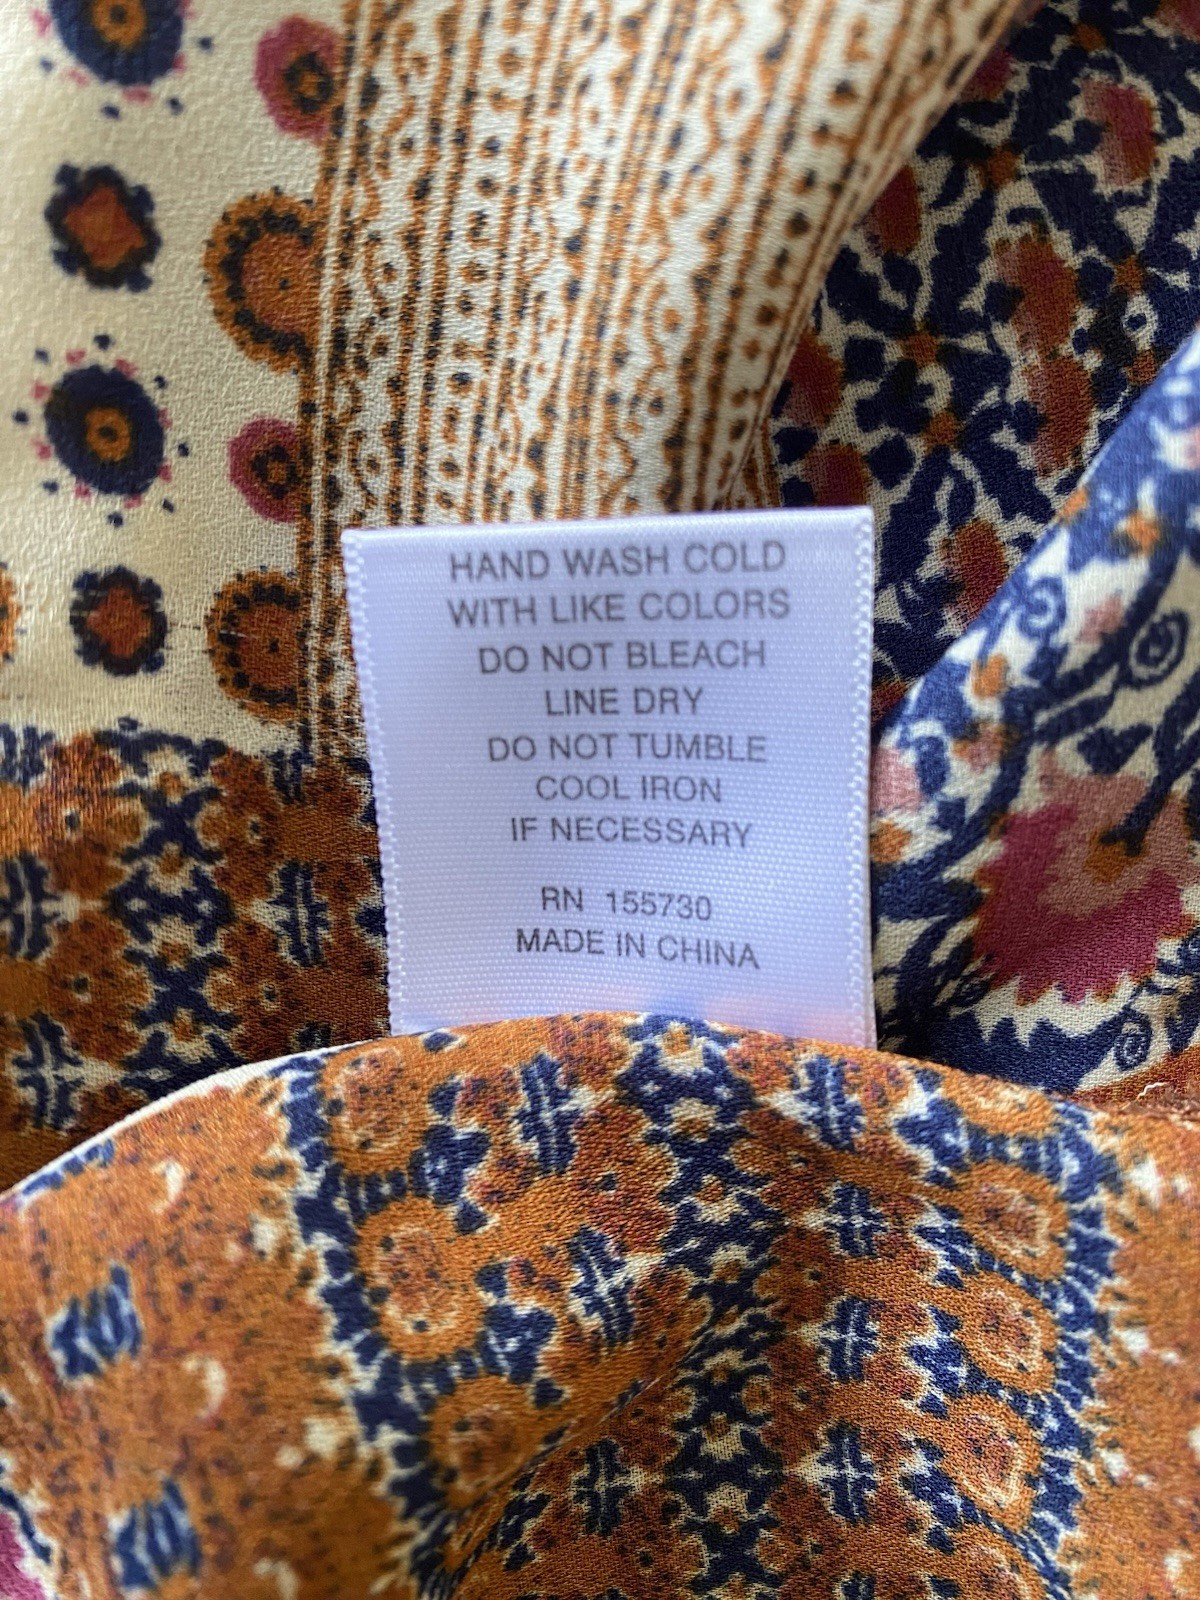 HAND WASH COLD
WITH LIKE COLORS
DO NOT BLEACH
LINE DRY
DO NOT TUMBLE
COOL IRON
IF NECESSARY
RN 155730
MADE IN CHINA